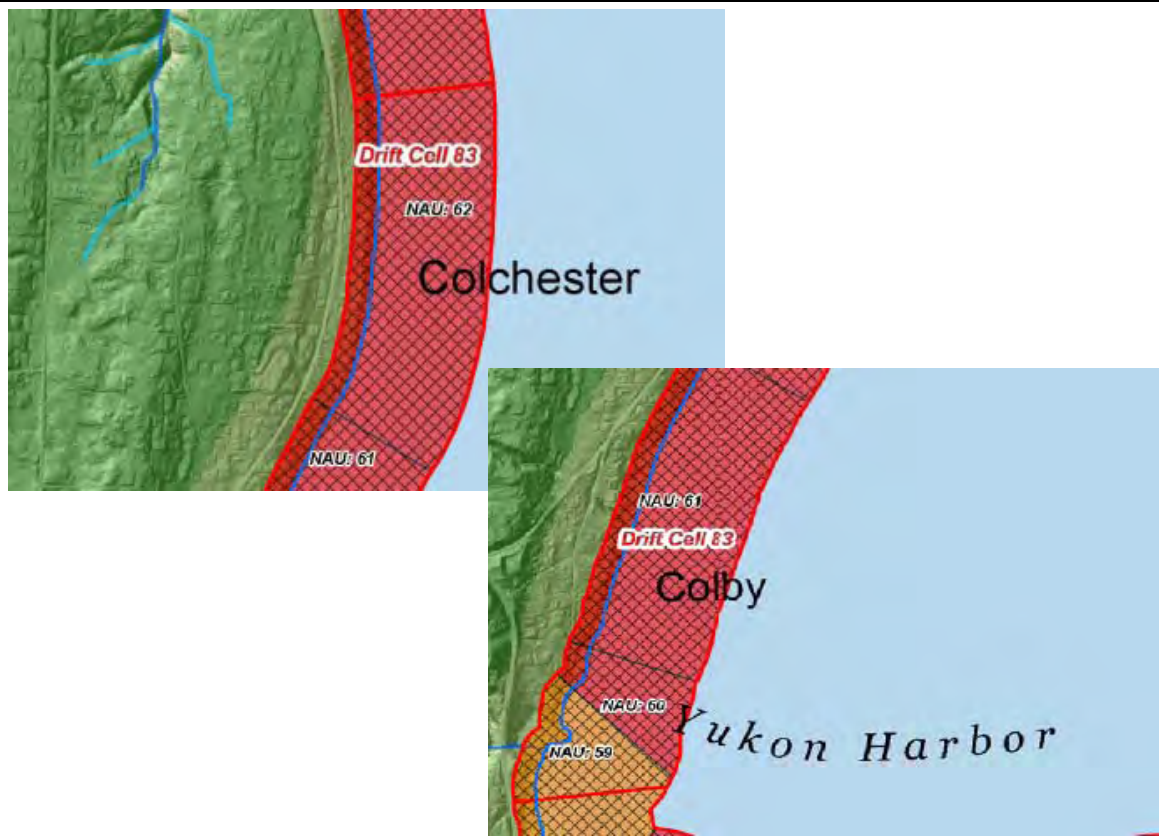 Drift Cell 83
NAU: 62
Colchester
NAU: 61
NAU: 61
Drift Cell 83
Colby
NAU: 60
Yukon Harbor
NAU: 59